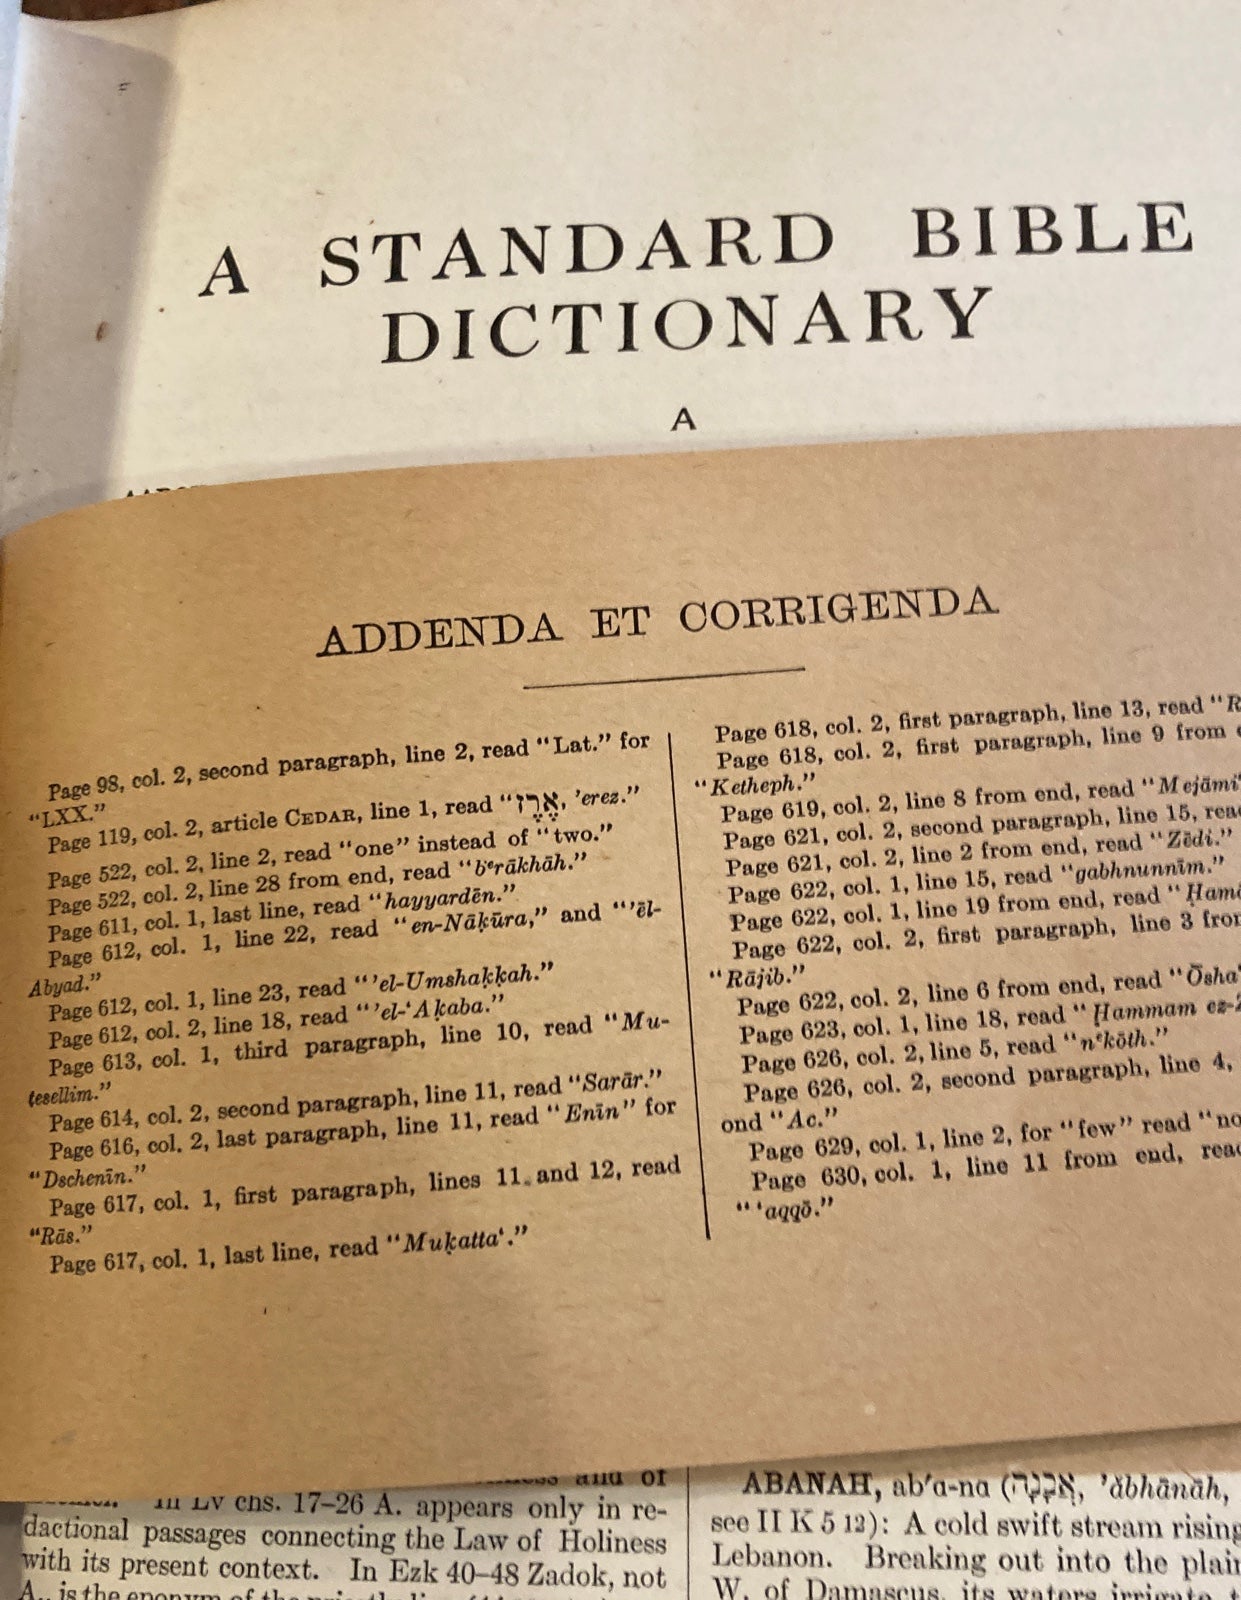 A STANDARD BIBLE
DICTIONARY
A
ADDENDA ET CORRIGENDA
Page 98, col. 2, second paragraph, line 2, read "Lat." for
"LXX."
Page 119, col. 2, article CEDAR, line 1, read "אֶרֶז, 'erez."
Page 522, col. 2, line 2, read "one" instead of "two."
Page 522, col. 2, line 28 from end, read "bᵉrākhāh."
Page 611, col. 1, last line, read "hayyardēn."
Page 612, col. 1, line 22, read "en-Nāḳūra," and "'ēl-
Abyad."
Page 612, col. 1, line 23, read "'el-Umshaḳḳah."
Page 612, col. 2, line 18, read "'el-‘Aḳaba."
Page 613, col. 1, third paragraph, line 10, read "Mu-
tesellim."
Page 614, col. 2, second paragraph, line 11, read "Sarār."
Page 616, col. 2, last paragraph, line 11, read "Enīn" for
"Dschenīn."
Page 617, col. 1, first paragraph, lines 11 and 12, read
"Rās."
Page 617, col. 1, last line, read "Muḳatta‘."
Page 618, col. 2, first paragraph, line 13, read
Page 618, col. 2, first paragraph, line 9 from
"Ketheph."
Page 619, col. 2, line 8 from end, read "Mejāmi‘
Page 621, col. 2, second paragraph, line 15,
Page 621, col. 2, line 2 from end, read "Zēdi."
Page 622, col. 1, line 15, read "gabhnunnīm."
Page 622, col. 1, line 19 from end, read
Page 622, col. 2, first paragraph, line 3
"Rājib."
Page 622, col. 2, line 6 from end, read "Ōsha‘
Page 623, col. 1, line 18, read "Ḥammam
Page 626, col. 2, line 5, read "nᵉkōth."
Page 626, col. 2, second paragraph, line 4,
ond "Ac."
Page 629, col. 1, line 2, for "few" read
Page 630, col. 1, line 11 from end,
"‘aqqō."
and of
In Lv chs. 17–26 A. appears only in re-
dactional passages connecting the Law of Holiness
with its present context. In Ezk 40–48 Zadok, not
A., is the eponym of the
ABANAH, ab′a-na (אֲבָנָה, 'ăbhānāh,
see II K 5 12): A cold swift stream rising
Lebanon. Breaking out into the plain
W. of Damascus, its waters irrigate